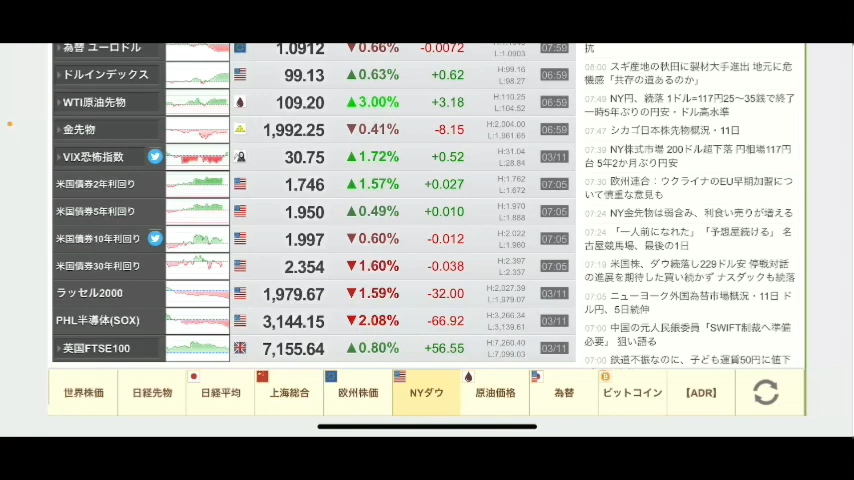 為替 ユーロドル 1.0912 ▼0.66% -0.0072 L:1.0903 07:59
ドルインデックス 99.13 ▲0.63% +0.62 H:99.16 L:98.27 06:59
WTI原油先物 109.20 ▲3.00% +3.18 H:110.25 L:104.52 06:59
金先物 1,992.25 ▼0.41% -8.15 H:2,004.00 L:1,961.65 06:59
VIX恐怖指数 30.75 ▲1.72% +0.52 H:31.04 L:28.84 03/11
米国債券2年利回り 1.746 ▲1.57% +0.027 H:1.762 L:1.672 07:05
米国債券5年利回り 1.950 ▲0.49% +0.010 H:1.970 L:1.888 07:05
米国債券10年利回り 1.997 ▼0.60% -0.012 H:2.022 L:1.960 07:05
米国債券30年利回り 2.354 ▼1.60% -0.038 H:2.397 L:2.337 07:05
ラッセル2000 1,979.67 ▼1.59% -32.00 H:2,027.39 L:1,979.07 03/11
PHL半導体(SOX) 3,144.15 ▼2.08% -66.92 H:3,266.34 L:3,139.61 03/11
英国FTSE100 7,155.64 ▲0.80% +56.55 H:7,260.40 L:7,099.03 03/11
抗
08:00 スギ産地の秋田に製材大手進出 地元に危
機感「共存の道あるのか」
07:49 NY円、続落 1ドル=117円25〜35銭で終了
一時5年ぶりの円安・ドル高水準
07:47 シカゴ日本株先物概況・11日
07:39 NY株式市場 200ドル超下落 円相場117円
台 5年2か月ぶり円安
07:30 欧州連合：ウクライナのEU早期加盟につ
いて慎重な意見も
07:24 NY金先物は弱含み、利食い売りが増える
07:24 「一人前になれた」「予想屋続ける」 名
古屋競馬場、最後の1日
07:19 米国株、ダウ続落し229ドル安 停戦対話
の進展を期待した買い続かず ナスダックも続落
07:05 ニューヨーク外国為替市場概況・11日 ド
ル円、5日続伸
07:00 中国の元人民銀委員「SWIFT制裁へ準備
必要」 狙い語る
07:00 鉄道不振なのに、子ども運賃50円に値下
世界株価 日経先物 日経平均 上海総合 欧州株価 NYダウ 原油価格 為替 ビットコイン 【ADR】